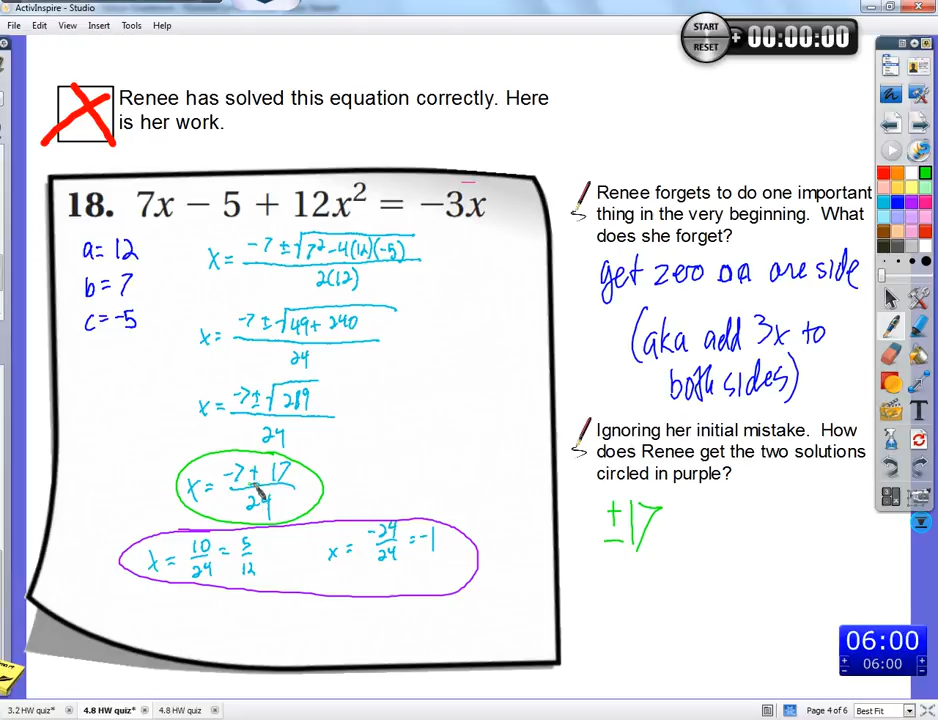 ActivInspire - Studio
File Edit View Insert Tools
START
RESET
00:00:00
Renee has solved this equation correctly. Here
is her work.
18. 7x − 5 + 12x² = −3x
a = 12
b = 7
c = -5
x = (-7 ± √(7² - 4(12)(-5))) / 2(12)
x = (-7 ± √(49 + 240)) / 24
x = (-7 ± √289) / 24
x = (-7 ± 17) / 24
x = 10/24 = 5/12
x = -24/24 = -1
Renee forgets to do one important
thing in the very beginning. What
does she forget?
get zero on one side
(aka add 3x to
both sides)
Ignoring her initial mistake. How
does Renee get the two solutions
circled in purple?
±17
06:00
06:00
3.2 HW quiz* 4.8 HW quiz* 4.8 HW quiz
Page 4 of 6 Best Fit